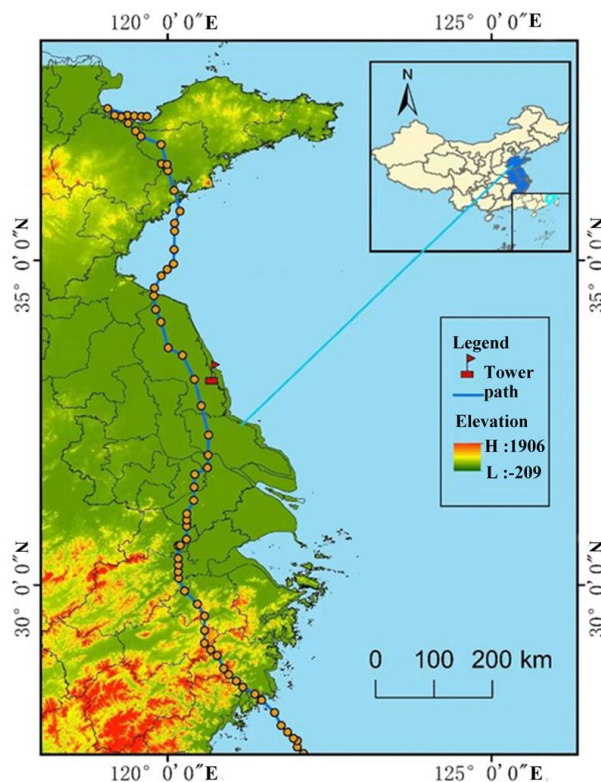 120° 0′ 0″E
125° 0′ 0″E
N
35° 0′ 0″N
35° 0′ 0″N
Legend
Tower
path
Elevation
H :1906
L :-209
30° 0′ 0″N
30° 0′ 0″N
0 100 200 km
120° 0′ 0″E
125° 0′ 0″E